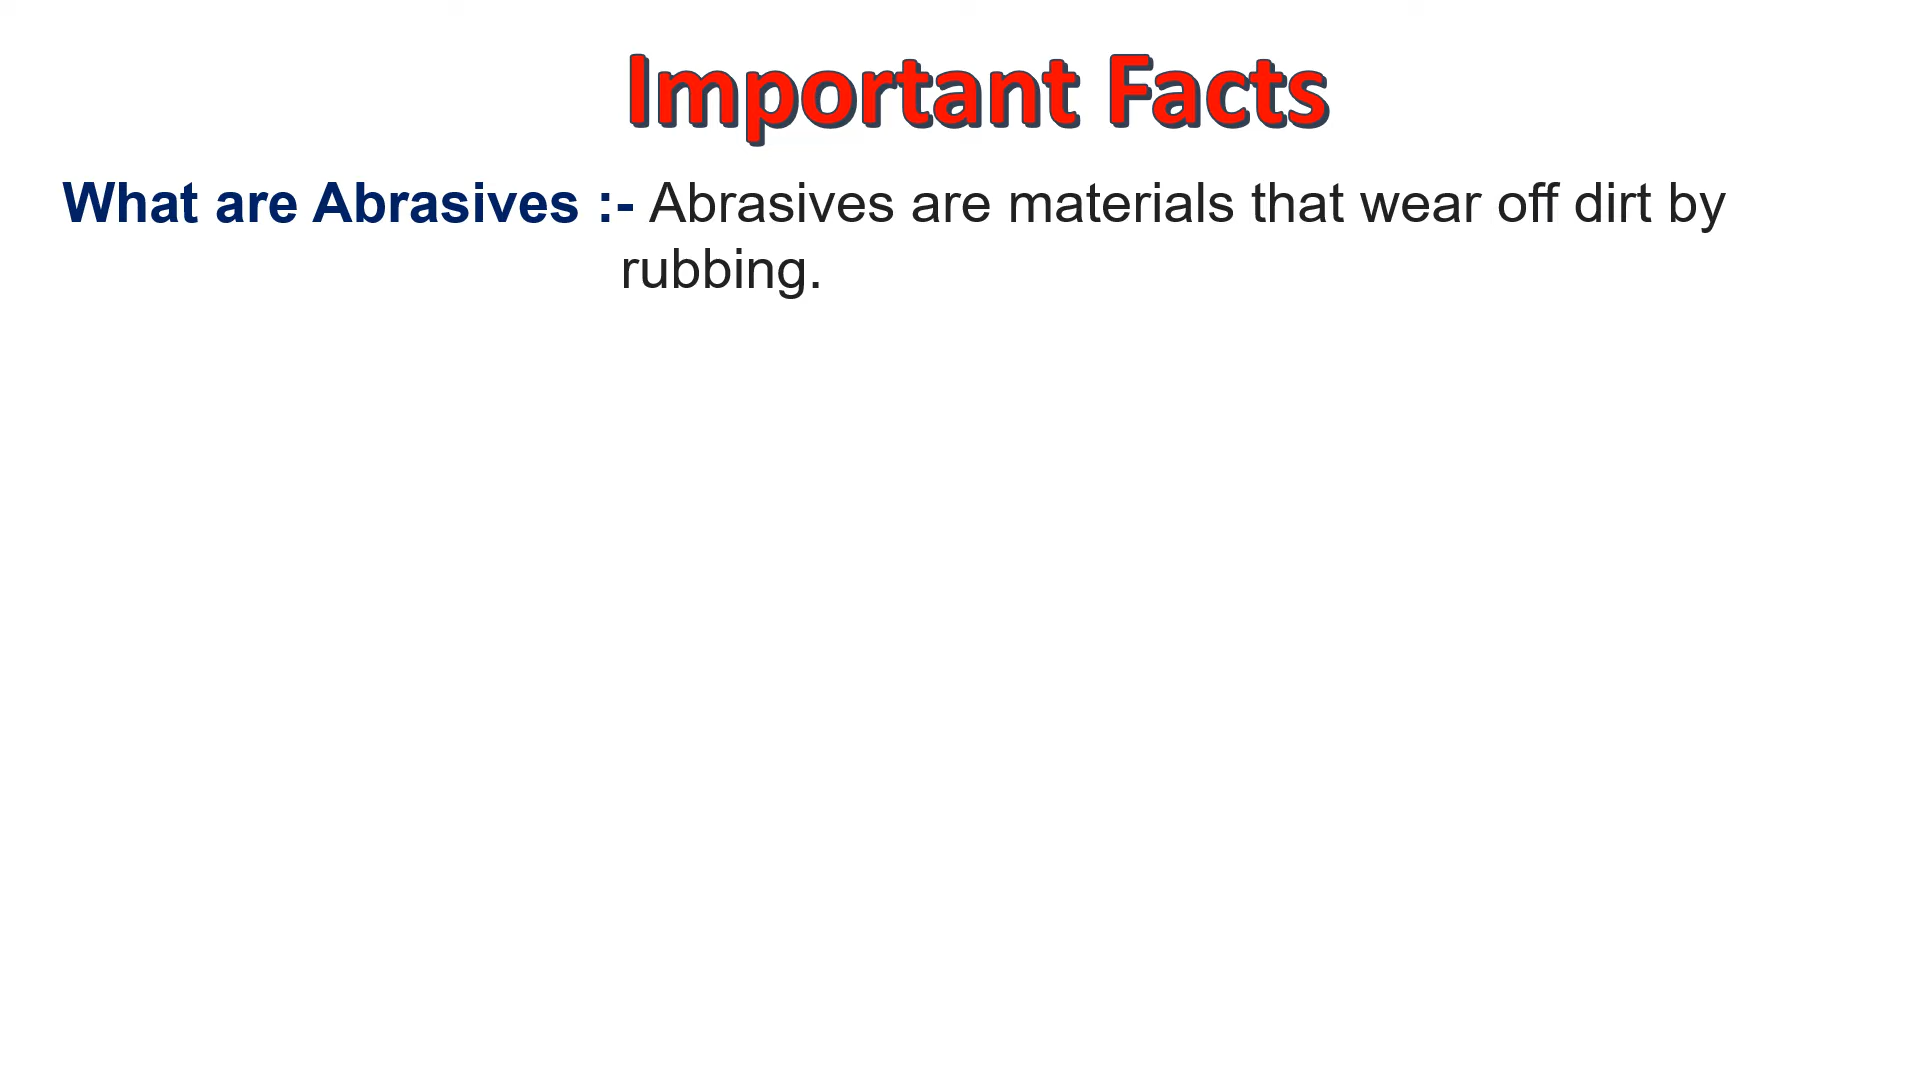 Important Facts
What are Abrasives :- Abrasives are materials that wear off dirt by
rubbing.